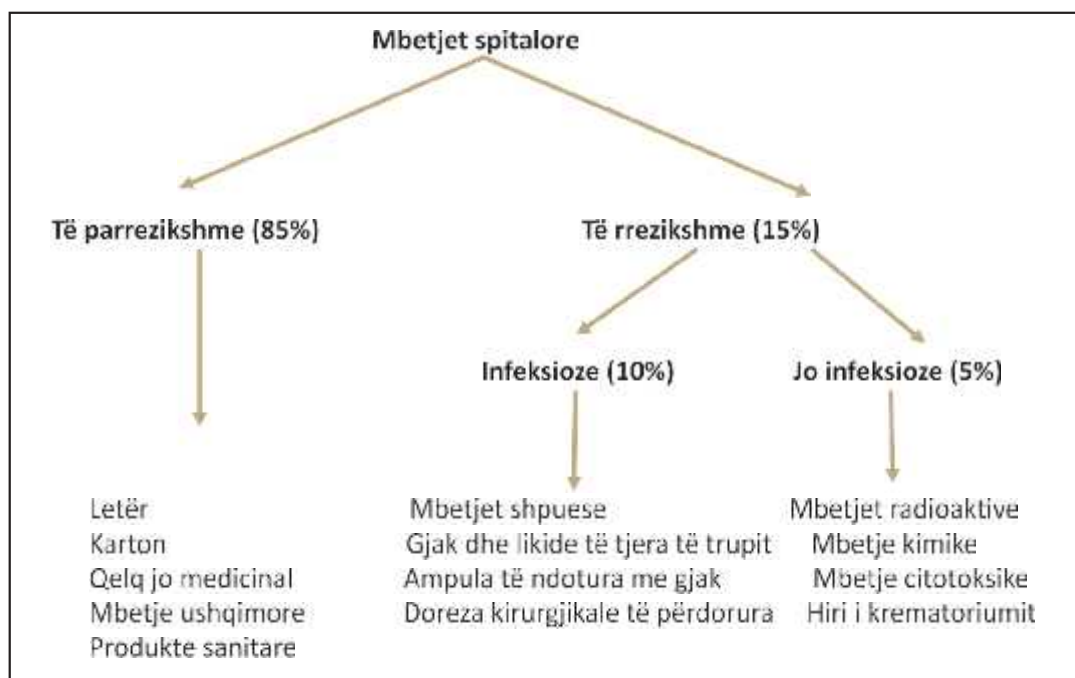 Mbetjet spitalore
Të parrezikshme (85%)
Të rrezikshme (15%)
Infeksioze (10%)
Jo infeksioze (5%)
Letër
Karton
Qelq jo medicinal
Mbetje ushqimore
Produkte sanitare
Mbetjet shpuese
Gjak dhe likide të tjera të trupit
Ampula të ndotura me gjak
Doreza kirurgjikale të përdorura
Mbetjet radioaktive
Mbetje kimike
Mbetje citotoksike
Hiri i krematoriumit